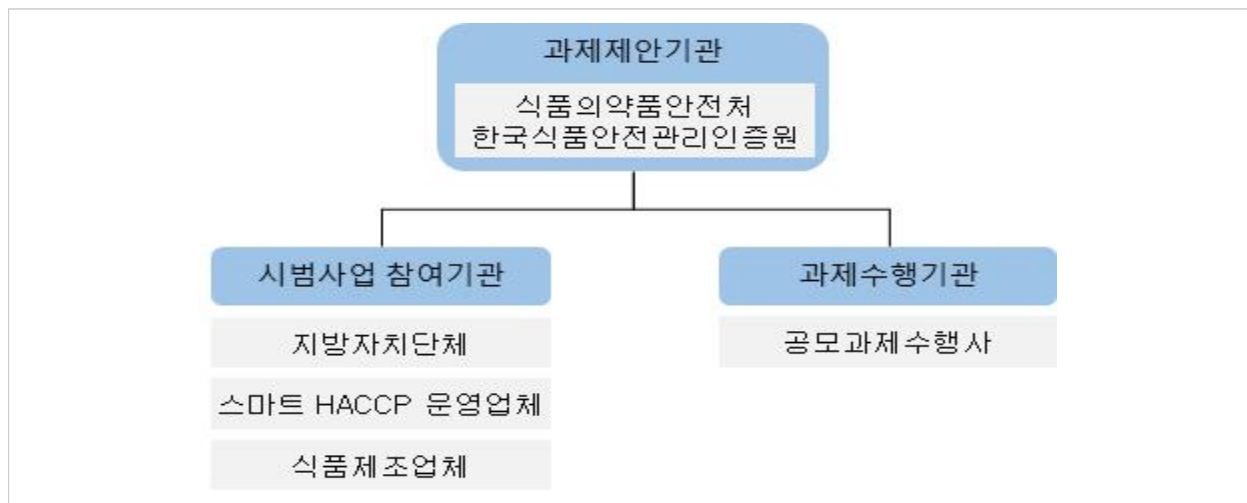 과제제안기관
식품의약품안전처
한국식품안전관리인증원
시범사업 참여기관
지방자치단체
스마트 HACCP 운영업체
식품제조업체
과제수행기관
공모과제수행사